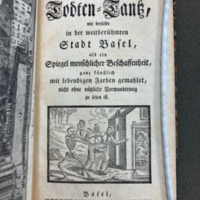 Todten-Tantz,
wie derselbe
in der weitberühmten
Stadt Basel,
als ein
Spiegel menschlicher Beschaffenheit,
ganz künstlich
mit lebendigen Farben gemahlet,
nicht ohne nützliche Verwunderung
zu sehen ist.
Basel,